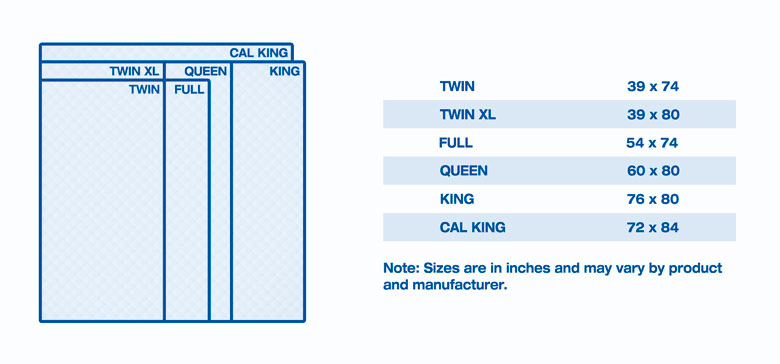 CAL KING
TWIN XL QUEEN KING
TWIN FULL
TWIN 39 x 74
TWIN XL 39 x 80
FULL 54 x 74
QUEEN 60 x 80
KING 76 x 80
CAL KING 72 x 84
Note: Sizes are in inches and may vary by product
and manufacturer.